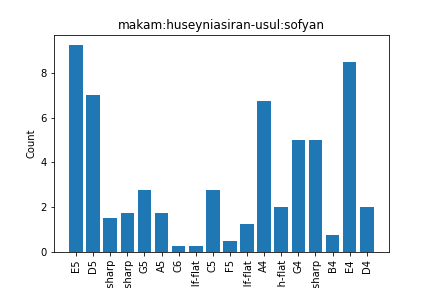 makam:huseyniasiran-usul:sofyan
Count
8
6
4
2
0
E5
D5
sharp
sharp
G5
A5
C6
lf-flat
C5
F5
lf-flat
A4
h-flat
G4
sharp
B4
E4
D4